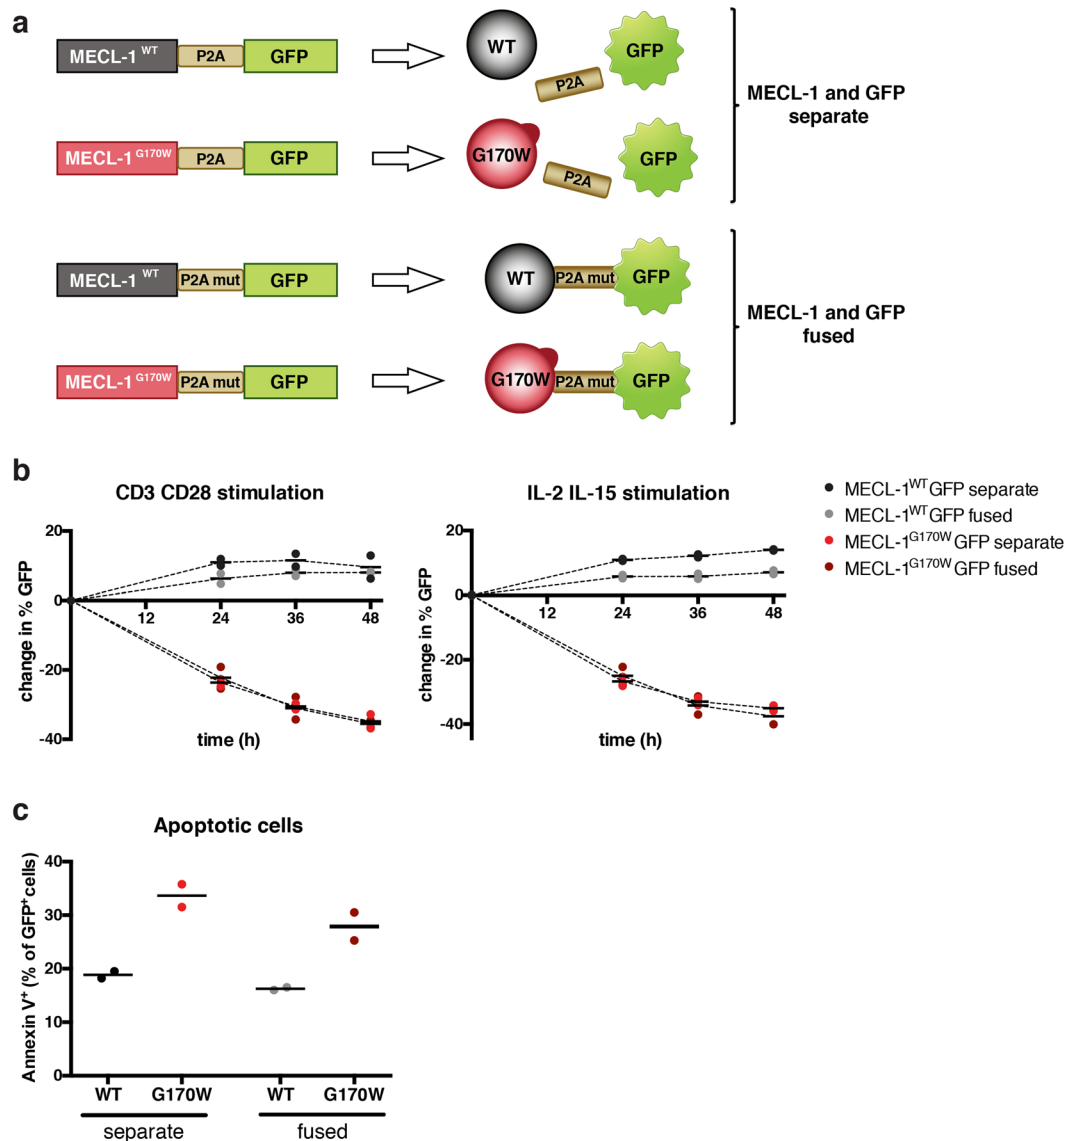 a
MECL-1 WT P2A GFP
WT P2A GFP
MECL-1 G170W P2A GFP
G170W P2A GFP
MECL-1 and GFP
separate
MECL-1 WT P2A mut GFP
WT P2A mut GFP
MECL-1 G170W P2A mut GFP
G170W P2A mut GFP
MECL-1 and GFP
fused
b
CD3 CD28 stimulation
change in % GFP
20
0
-20
-40
12 24 36 48
time (h)
IL-2 IL-15 stimulation
change in % GFP
20
0
-20
-40
12 24 36 48
time (h)
MECL-1WT GFP separate
MECL-1WT GFP fused
MECL-1G170W GFP separate
MECL-1G170W GFP fused
c
Apoptotic cells
Annexin V+ (% of GFP+ cells)
40
30
20
10
0
WT G170W WT G170W
separate fused